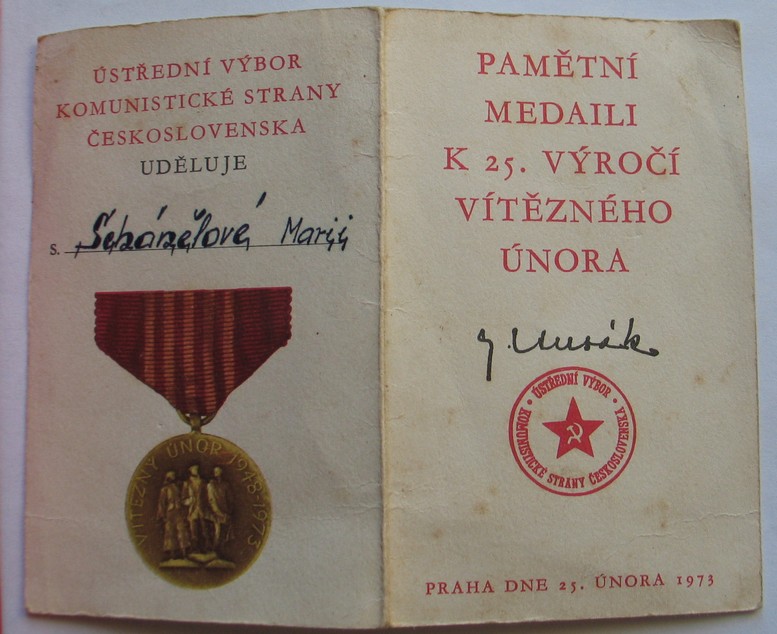 ÚSTŘEDNÍ VÝBOR
KOMUNISTICKÉ STRANY
ČESKOSLOVENSKA
UDĚLUJE
s. Marii
VÍTĚZNÝ ÚNOR 1948-1973
PAMĚTNÍ
MEDAILI
K 25. VÝROČÍ
VÍTĚZNÉHO
ÚNORA
G. Husák
ÚSTŘEDNÍ VÝBOR
KOMUNISTICKÉ STRANY ČESKOSLOVENSKA
PRAHA DNE 25. ÚNORA 1973